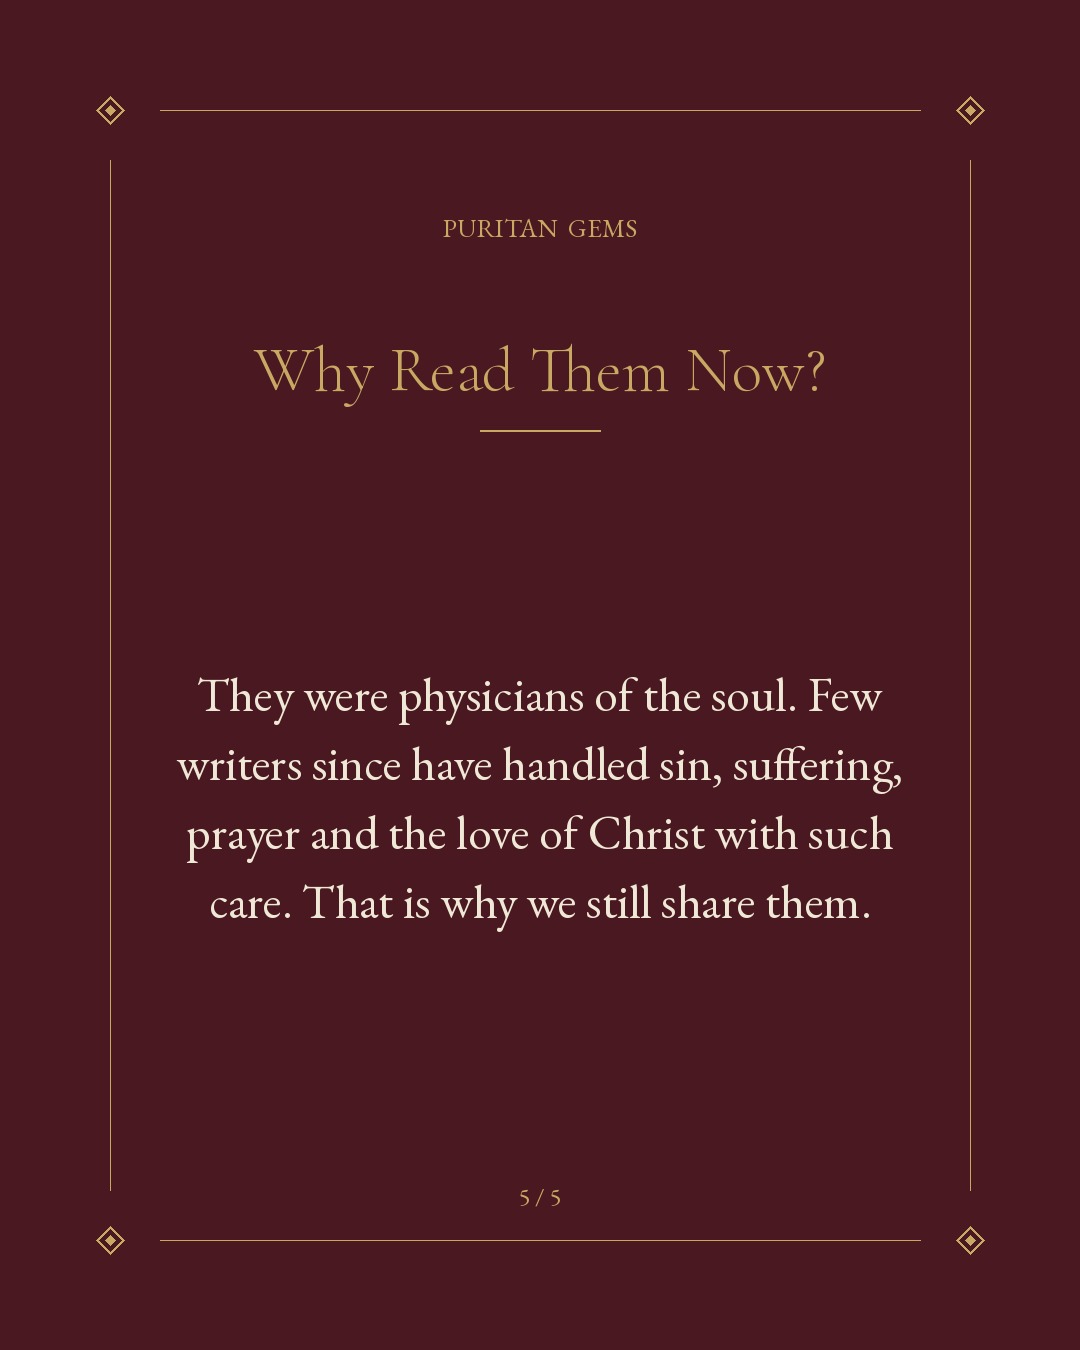 PURITAN GEMS
Why Read Them Now?
They were physicians of the soul. Few
writers since have handled sin, suffering,
prayer and the love of Christ with such
care. That is why we still share them.
5 / 5